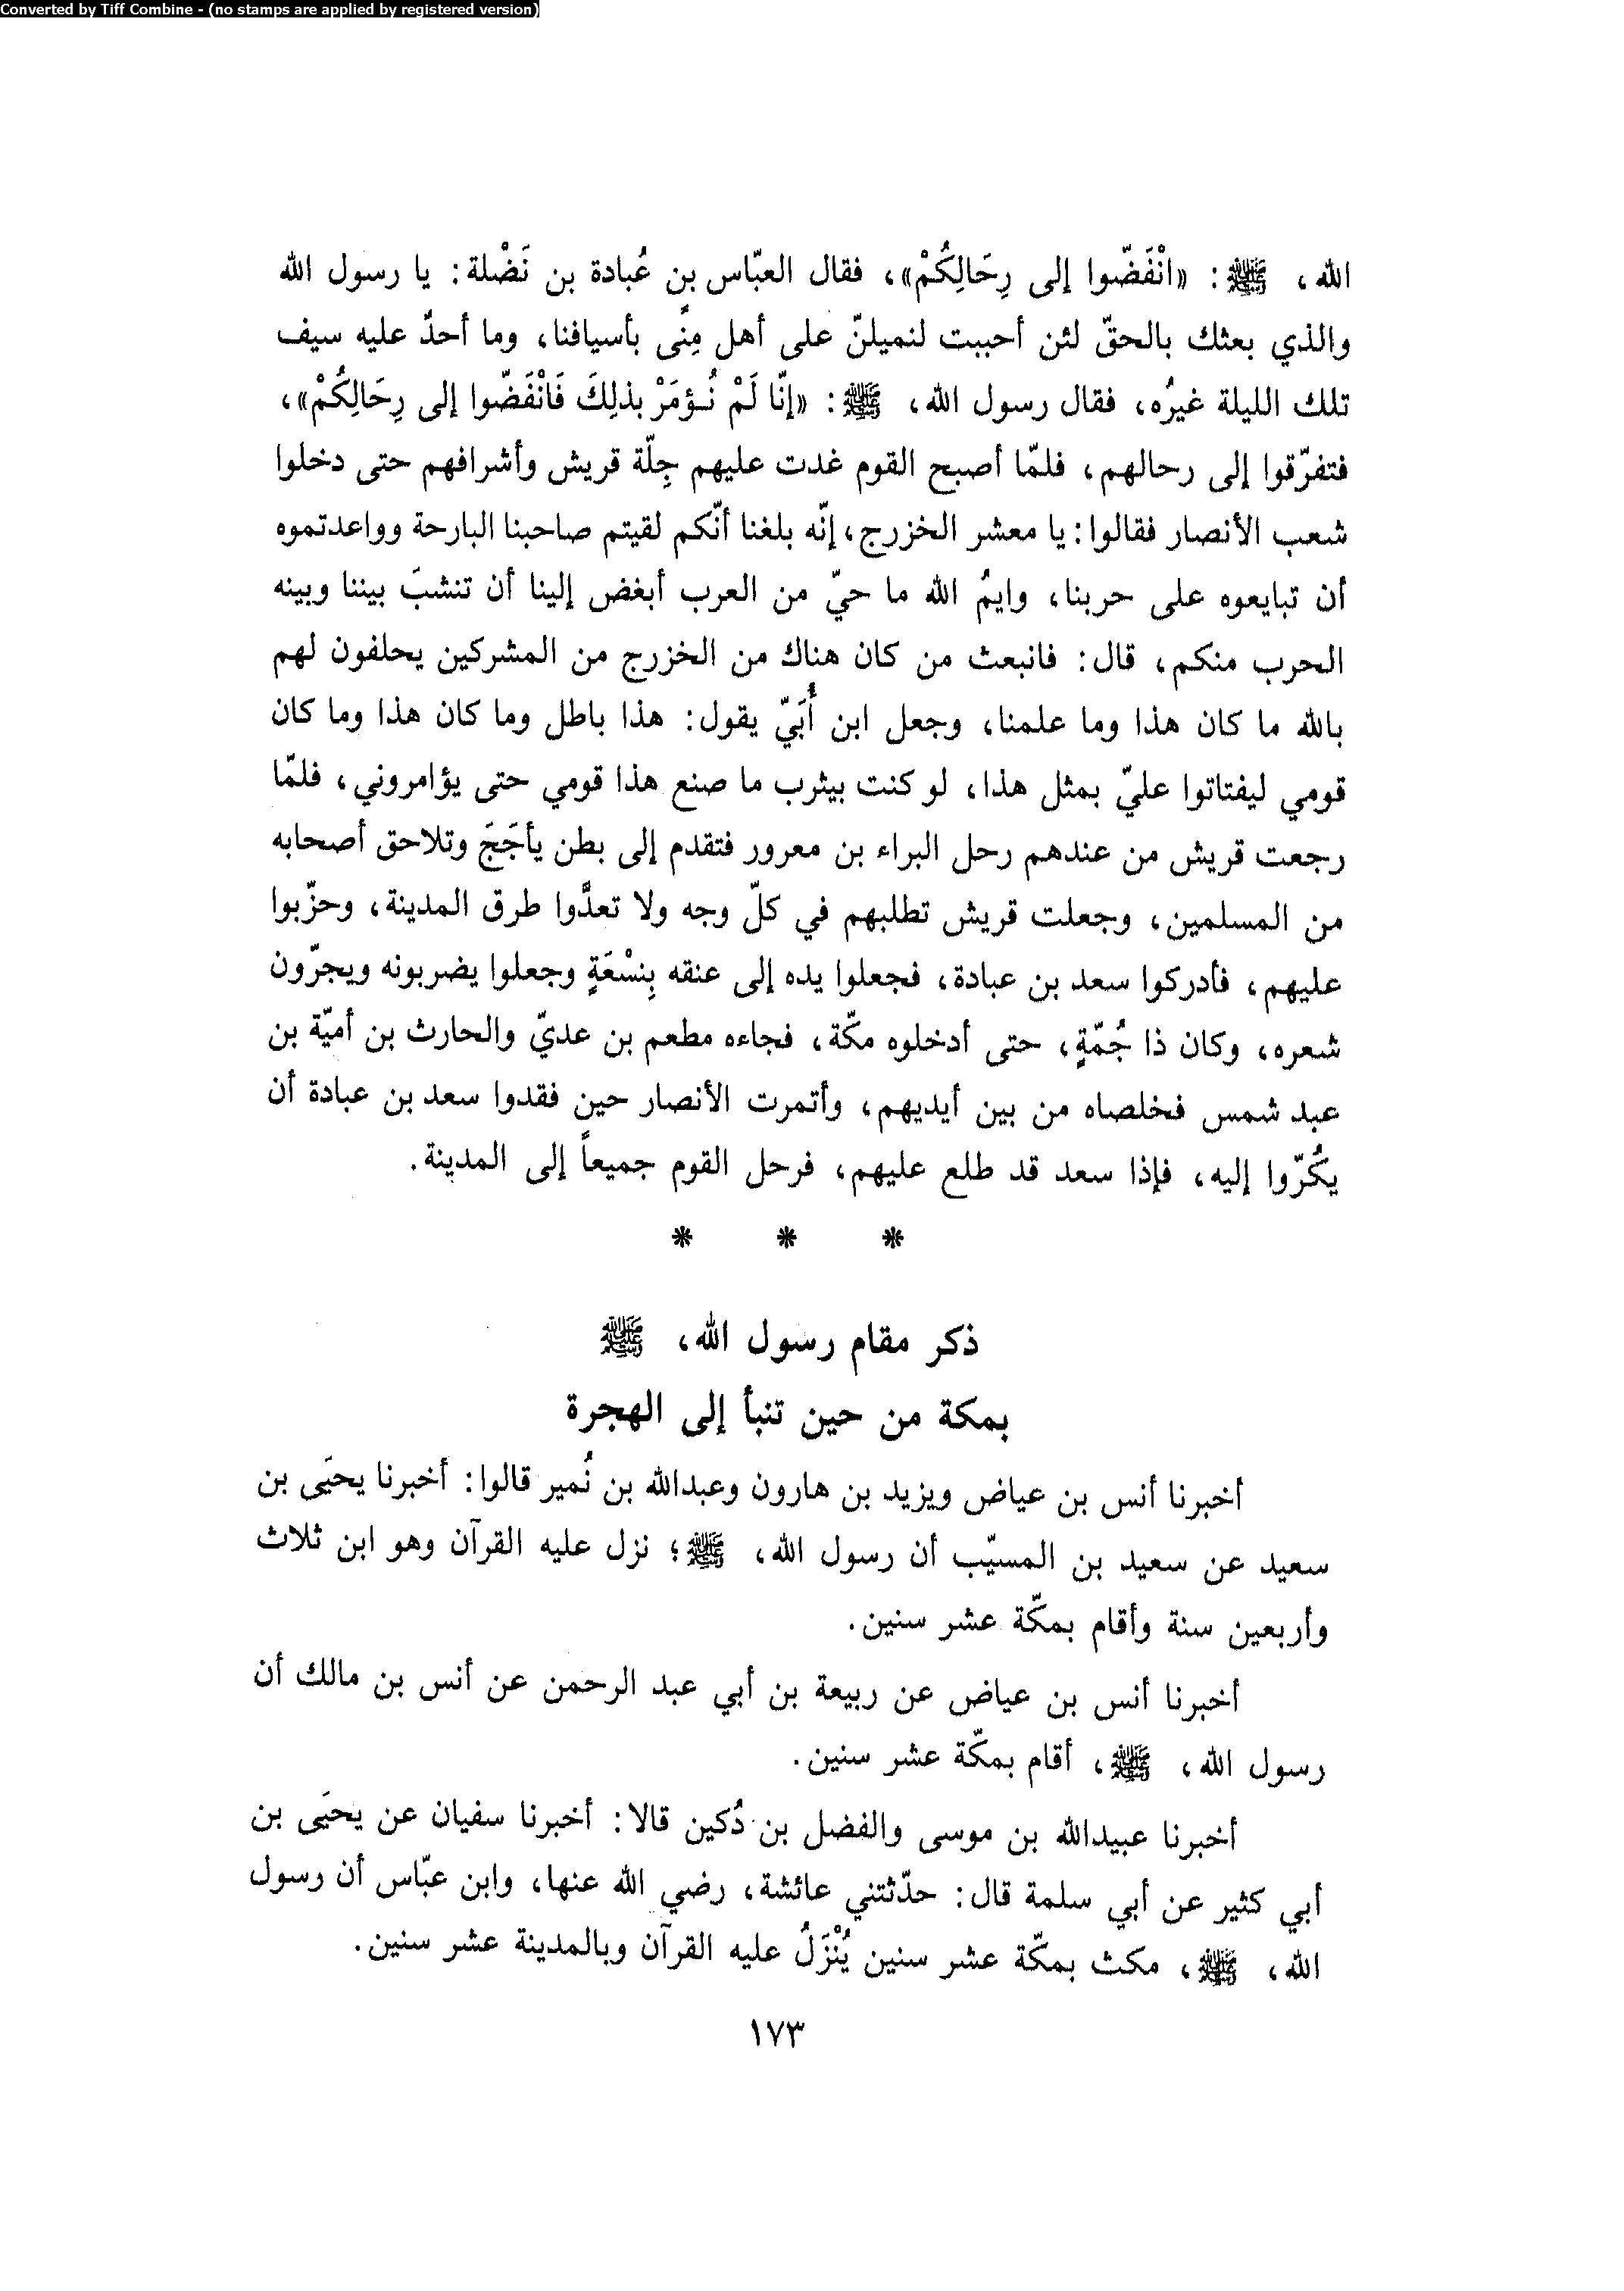 Converted by Tiff Combine - (no stamps are applied by registered version)
الله، ﷺ: «انْفَضّوا إلى رِحَالِكُمْ»، فقال العبّاس بن عُبادة بن نَضْلة: يا رسول الله
والذي بعثك بالحقّ لئن أحببت لنميلنّ على أهل مِنًى بأسيافنا، وما أحدٌ عليه سيف
تلك الليلة غيرُه، فقال رسول الله، ﷺ: «إنّا لَمْ نُؤمَرْ بذلِكَ فَانْفَضّوا إلى رِحَالِكُمْ»،
فتفرّقوا إلى رحالهم، فلمّا أصبح القوم غدت عليهم جِلّة قريش وأشرافهم حتى دخلوا
شعب الأنصار فقالوا: يا معشر الخزرج، إنّه بلغنا أنّكم لقيتم صاحبنا البارحة وواعدتموه
أن تبايعوه على حربنا، وايمُ الله ما حيّ من العرب أبغض إلينا أن تنشبَ بيننا وبينه
الحرب منكم، قال: فانبعث من كان هناك من الخزرج من المشركين يحلفون لهم
بالله ما كان هذا وما علمنا، وجعل ابن أُبَيّ يقول: هذا باطل وما كان هذا وما كان
قومي ليفتاتوا عليّ بمثل هذا، لو كنت بيثرب ما صنع هذا قومي حتى يؤامروني، فلمّا
رجعت قريش من عندهم رحل البراء بن معرور فتقدم إلى بطن يأجَجَ وتلاحق أصحابه
من المسلمين، وجعلت قريش تطلبهم في كلّ وجه ولا تعدُّوا طرق المدينة، وحزّبوا
عليهم، فأدركوا سعد بن عبادة، فجعلوا يده إلى عنقه بِنسْعَةٍ وجعلوا يضربونه ويجرّون
شعره، وكان ذا جُمّةٍ، حتى أدخلوه مكّة، فجاءه مطعم بن عديّ والحارث بن أميّة بن
عبد شمس فخلصاه من بين أيديهم، وأتمرت الأنصار حين فقدوا سعد بن عبادة أن
يكُرّوا إليه، فإذا سعد قد طلع عليهم، فرحل القوم جميعاً إلى المدينة.
* * *
ذكر مقام رسول الله، ﷺ
بمكة من حين تنبأ إلى الهجرة
أخبرنا أنس بن عياض ويزيد بن هارون وعبدالله بن نُمير قالوا: أخبرنا يحيَى بن
سعيد عن سعيد بن المسيّب أن رسول الله، ﷺ؛ نزل عليه القرآن وهو ابن ثلاث
وأربعين سنة وأقام بمكّة عشر سنين.
أخبرنا أنس بن عياض عن ربيعة بن أبي عبد الرحمن عن أنس بن مالك أن
رسول الله، ﷺ، أقام بمكّة عشر سنين.
أخبرنا عبيدالله بن موسى والفضل بن دُكين قالا: أخبرنا سفيان عن يحيَى بن
أبي كثير عن أبي سلمة قال: حدّثتني عائشة، رضي الله عنها، وابن عبّاس أن رسول
الله، ﷺ، مكث بمكّة عشر سنين يُنْزَلُ عليه القرآن وبالمدينة عشر سنين.
١٧٣